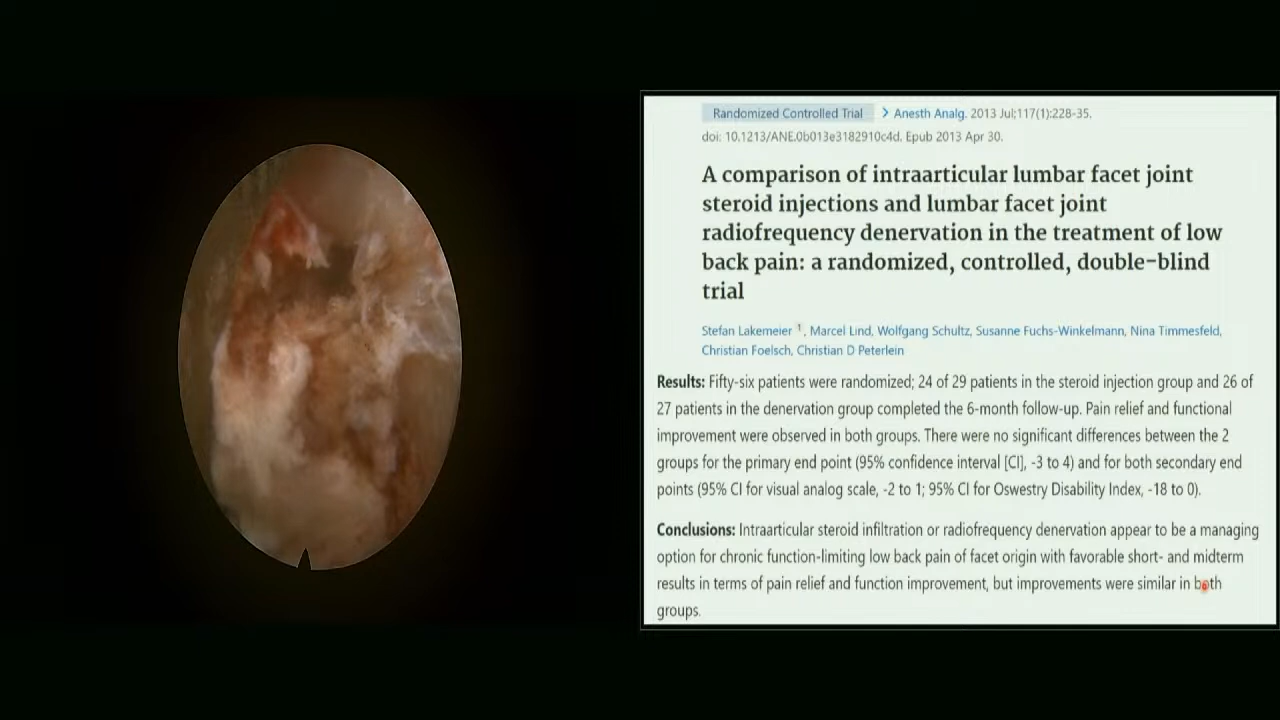 Randomized Controlled Trial > Anesth Analg. 2013 Jul;117(1):228-35.
doi: 10.1213/ANE.0b013e3182910c4d. Epub 2013 Apr 30.
A comparison of intraarticular lumbar facet joint
steroid injections and lumbar facet joint
radiofrequency denervation in the treatment of low
back pain: a randomized, controlled, double-blind
trial
Stefan Lakemeier 1, Marcel Lind, Wolfgang Schultz, Susanne Fuchs-Winkelmann, Nina Timmesfeld,
Christian Foelsch, Christian D Peterlein
Results: Fifty-six patients were randomized; 24 of 29 patients in the steroid injection group and 26 of
27 patients in the denervation group completed the 6-month follow-up. Pain relief and functional
improvement were observed in both groups. There were no significant differences between the 2
groups for the primary end point (95% confidence interval [CI], -3 to 4) and for both secondary end
points (95% CI for visual analog scale, -2 to 1; 95% CI for Oswestry Disability Index, -18 to 0).
Conclusions: Intraarticular steroid infiltration or radiofrequency denervation appear to be a managing
option for chronic function-limiting low back pain of facet origin with favorable short- and midterm
results in terms of pain relief and function improvement, but improvements were similar in both
groups.